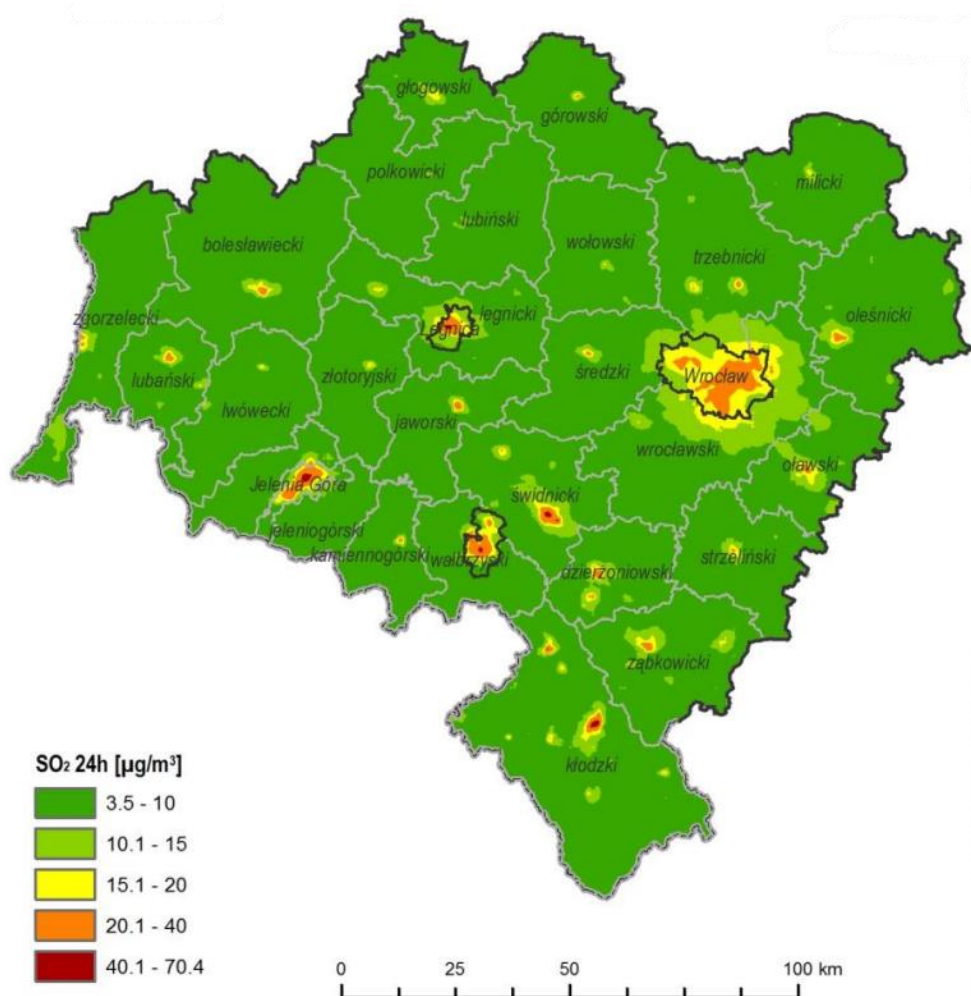 głogowski
górowski
polkowicki
milicki
lubiński
bolesławiecki
wołowski
trzebnicki
zgorzelecki
legnicki
Legnica
oleśnicki
lubański
złotoryjski
średzki
Wrocław
lwówecki
jaworski
wrocławski
Jelenia Góra
oławski
świdnicki
jeleniogórski
kamiennogórski
wałbrzyski
strzeliński
dzierżoniowski
ząbkowicki
kłodzki
SO₂ 24h [µg/m³]
3.5 - 10
10.1 - 15
15.1 - 20
20.1 - 40
40.1 - 70.4
0 25 50 100 km